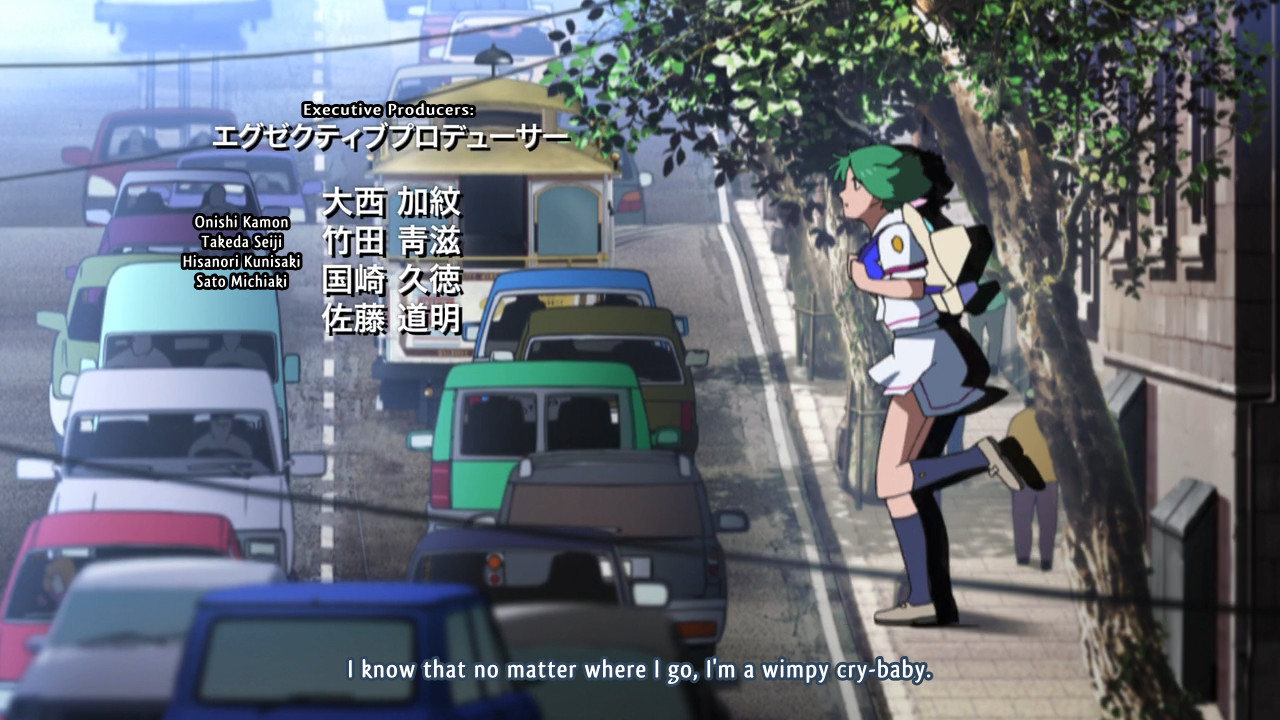 Executive Producers:
エグゼクティブプロデューサー
大西 加紋
竹田 靑滋
国崎 久徳
佐藤 道明
Onishi Kamon
Takeda Seiji
Hisanori Kunisaki
Sato Michiaki
I know that no matter where I go, I'm a wimpy cry-baby.